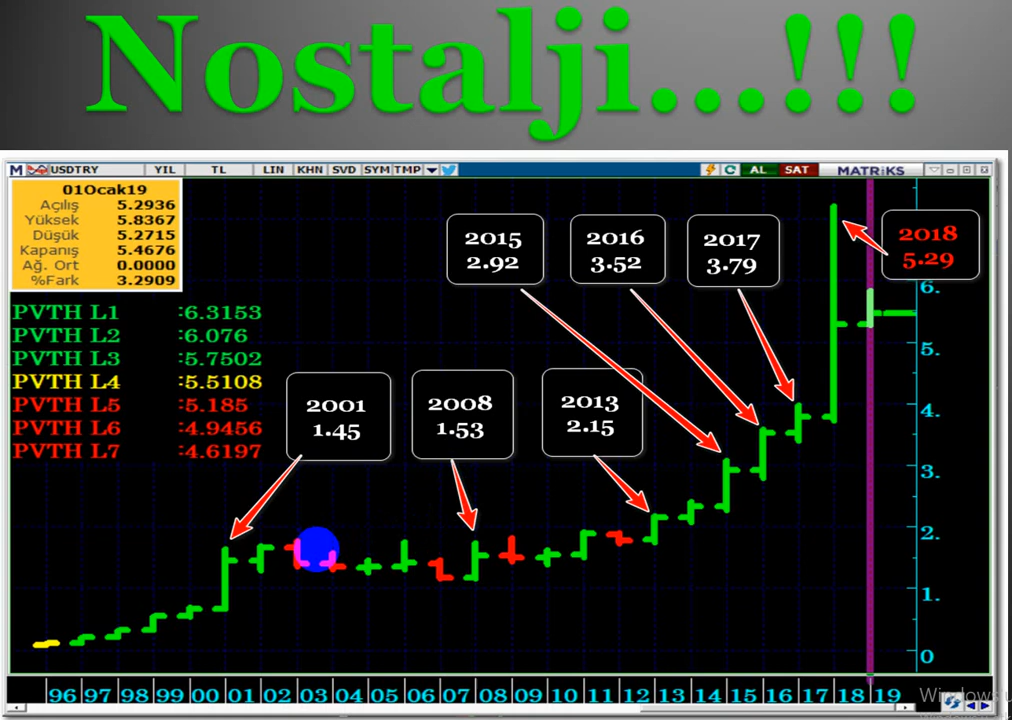 Nostalji...!!!
M USDTRY YIL TL LIN KHN SVD SYM TMP AL SAT MATRiKS
01Ocak19
Açılış 5.2936
Yüksek 5.8367
Düşük 5.2715
Kapanış 5.4676
Ağ. Ort 0.0000
%Fark 3.2909
2015
2.92
2016
3.52
2017
3.79
2018
5.29
PVTH L1 :6.3153
PVTH L2 :6.076
PVTH L3 :5.7502
PVTH L4 :5.5108
PVTH L5 :5.185
PVTH L6 :4.9456
PVTH L7 :4.6197
2001
1.45
2008
1.53
2013
2.15
6.
5.
4.
3.
2.
1.
0
96 97 98 99 00 01 02 03 04 05 06 07 08 09 10 11 12 13 14 15 16 17 18 19
Windows